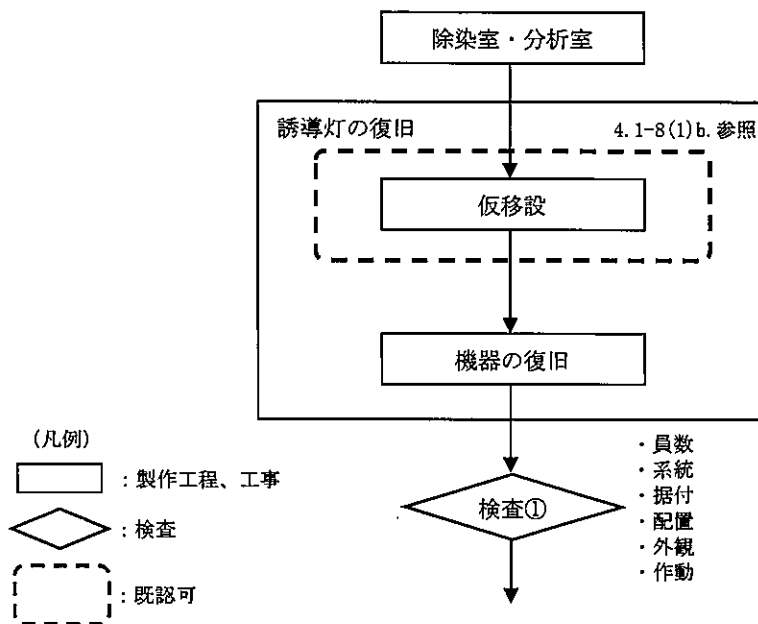 除染室・分析室
誘導灯の復旧
4.1-8(1)b.参照
仮移設
機器の復旧
検査①
・員数
・系統
・据付
・配置
・外観
・作動
(凡例)
：製作工程、工事
：検査
：既認可